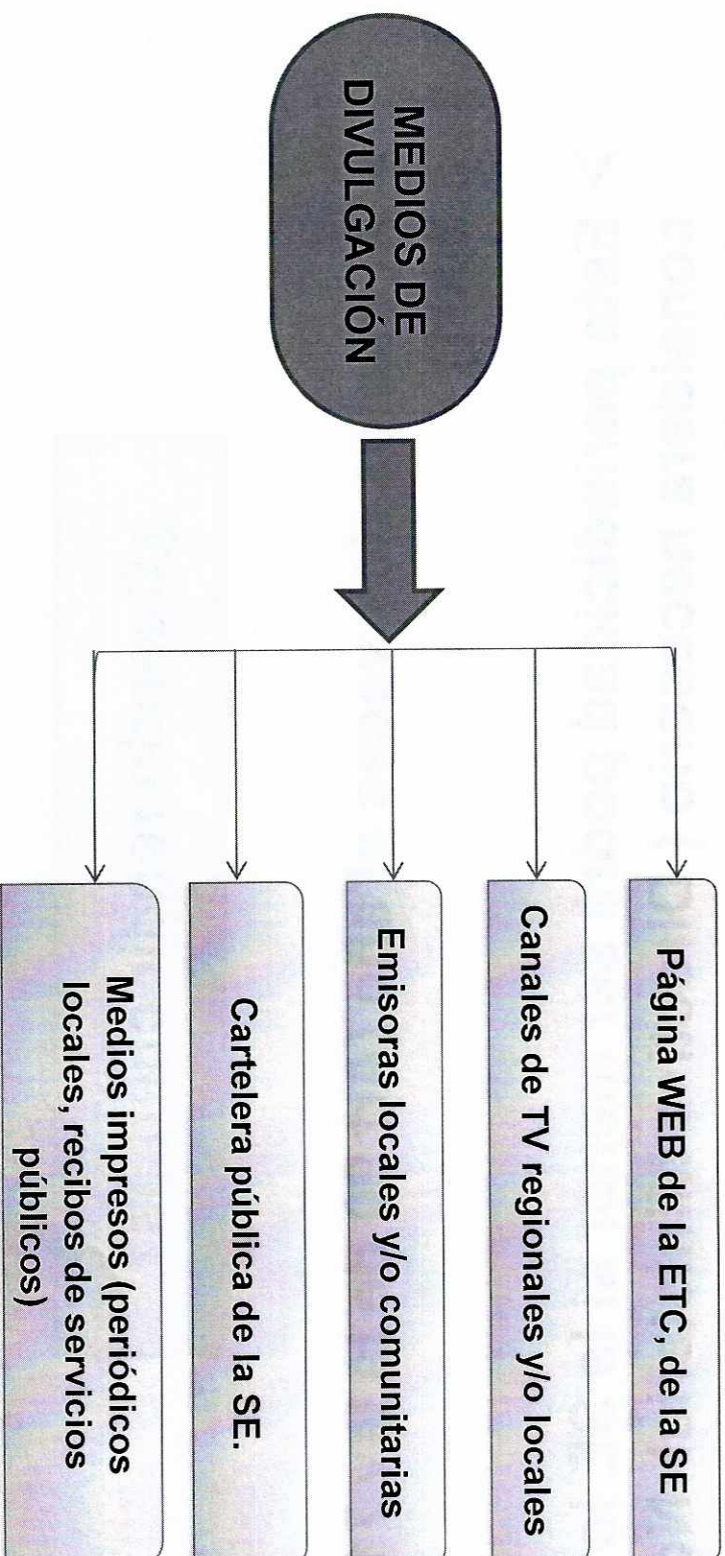 MEDIOS DE
DIVULGACIÓN
Página WEB de la ETC, de la SE
Canales de TV regionales y/o locales
Emisoras locales y/o comunitarias
Cartelera pública de la SE.
Medios impresos (periódicos
locales, recibos de servicios
públicos)